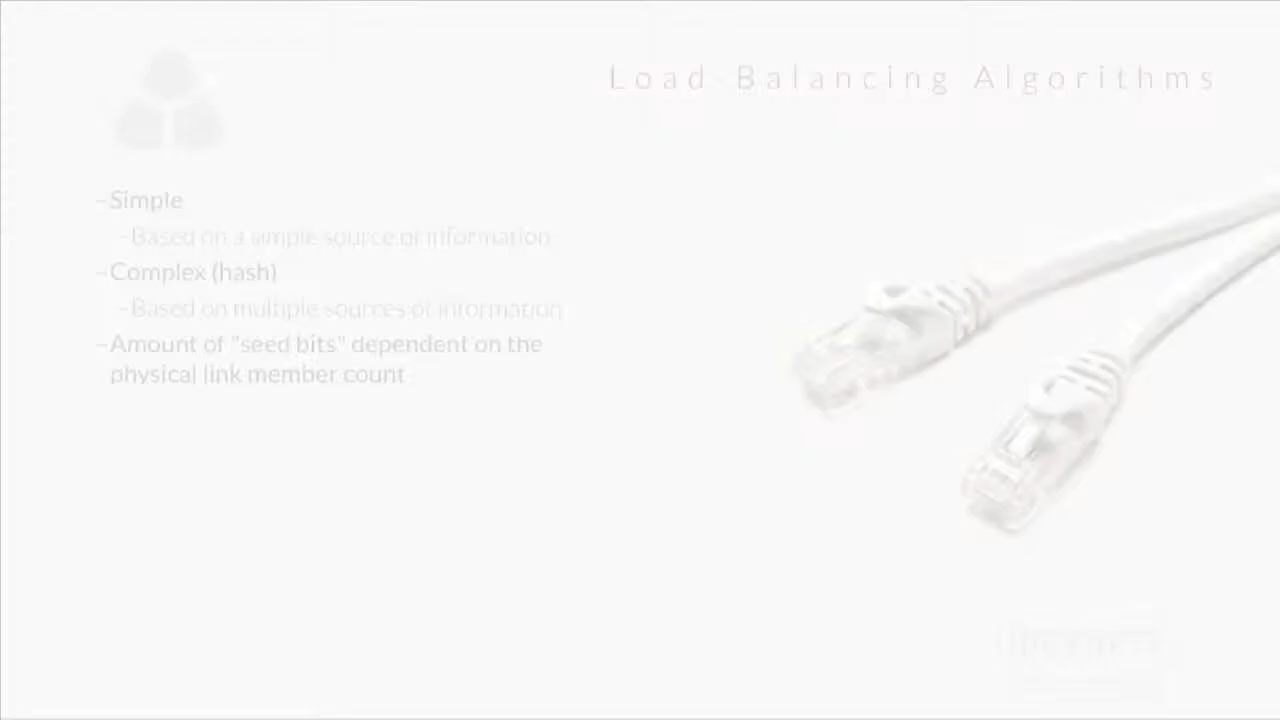 Load-Balancing Algorithms
–Simple
–Based on a simple source of information
–Complex (hash)
–Based on multiple sources of information
–Amount of "seed bits" dependent on the
physical link member count